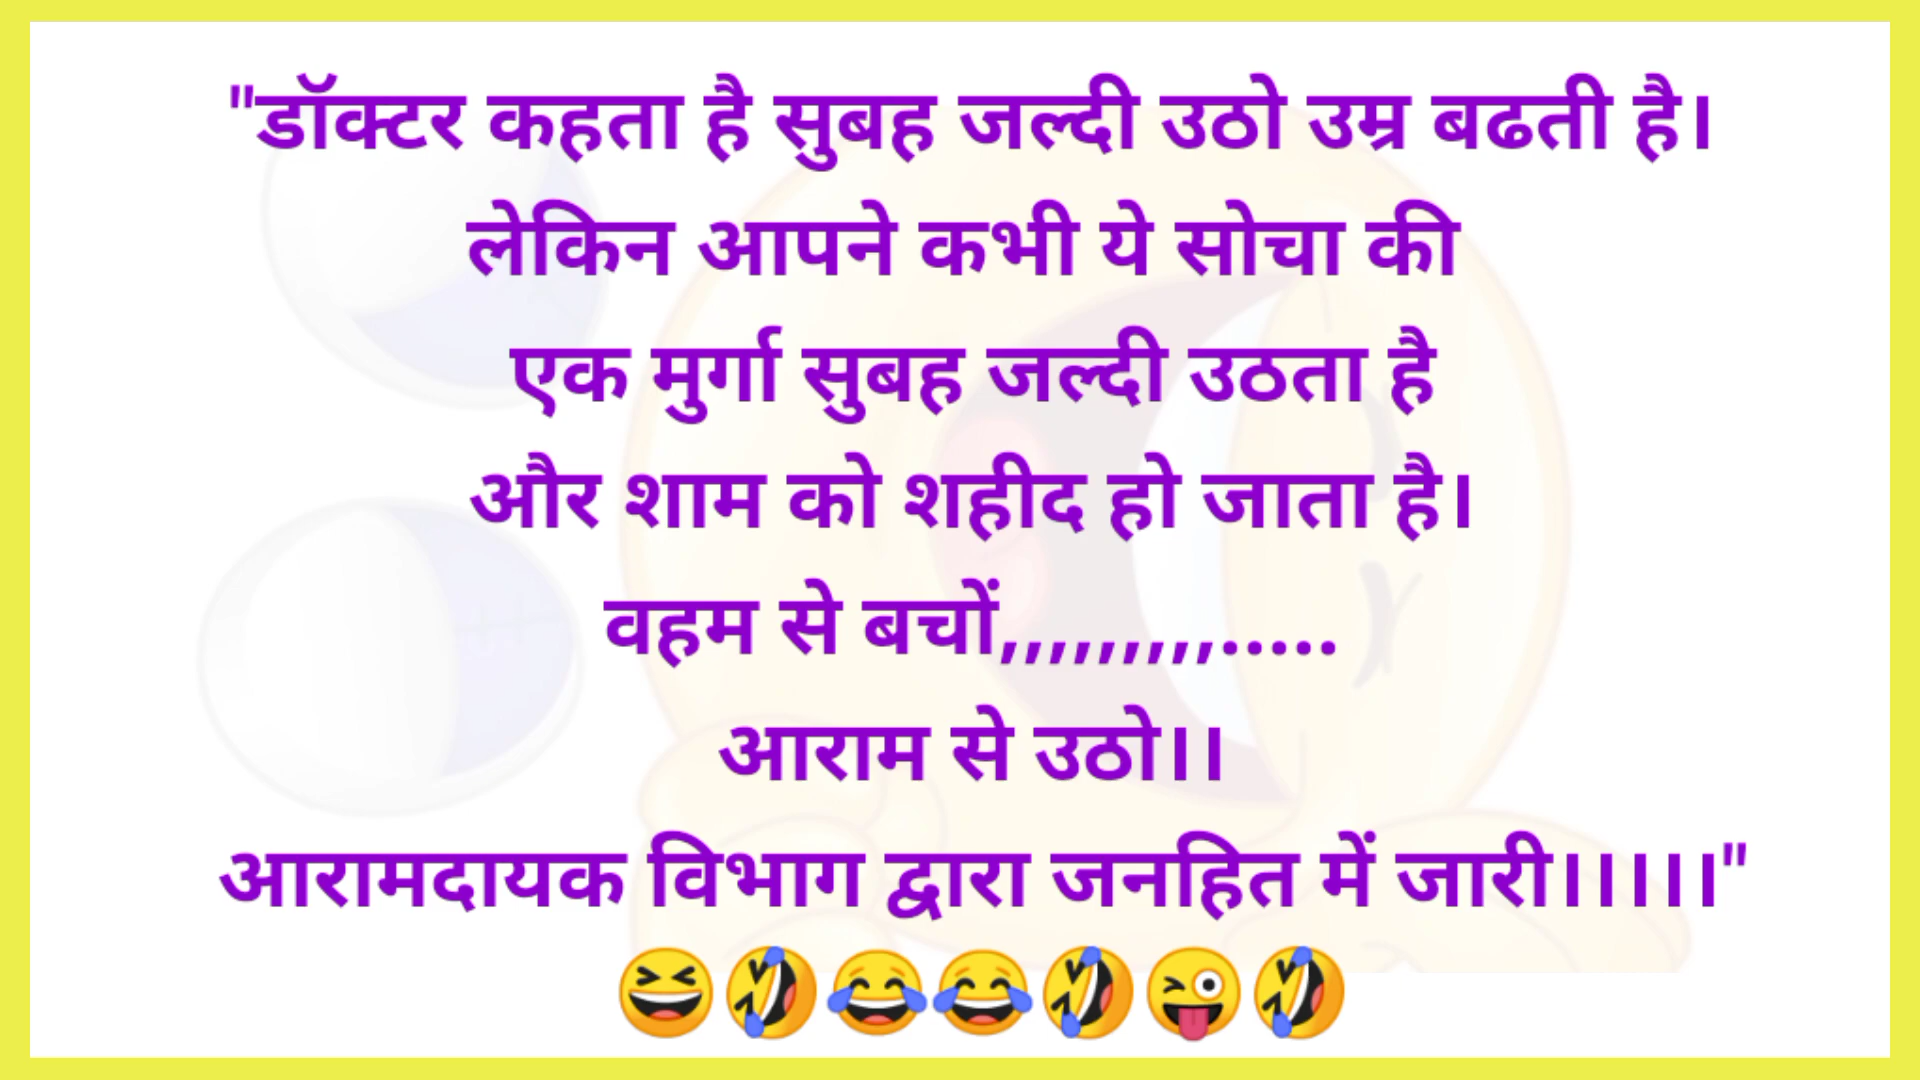 "डॉक्टर कहता है सुबह जल्दी उठो उम्र बढती है।
लेकिन आपने कभी ये सोचा की
एक मुर्गा सुबह जल्दी उठता है
और शाम को शहीद हो जाता है।
वहम से बचों,,,,,,,,,.....
आराम से उठो।।
आरामदायक विभाग द्वारा जनहित में जारी।।।।।"
😆🤣😂😂🤣😜🤣